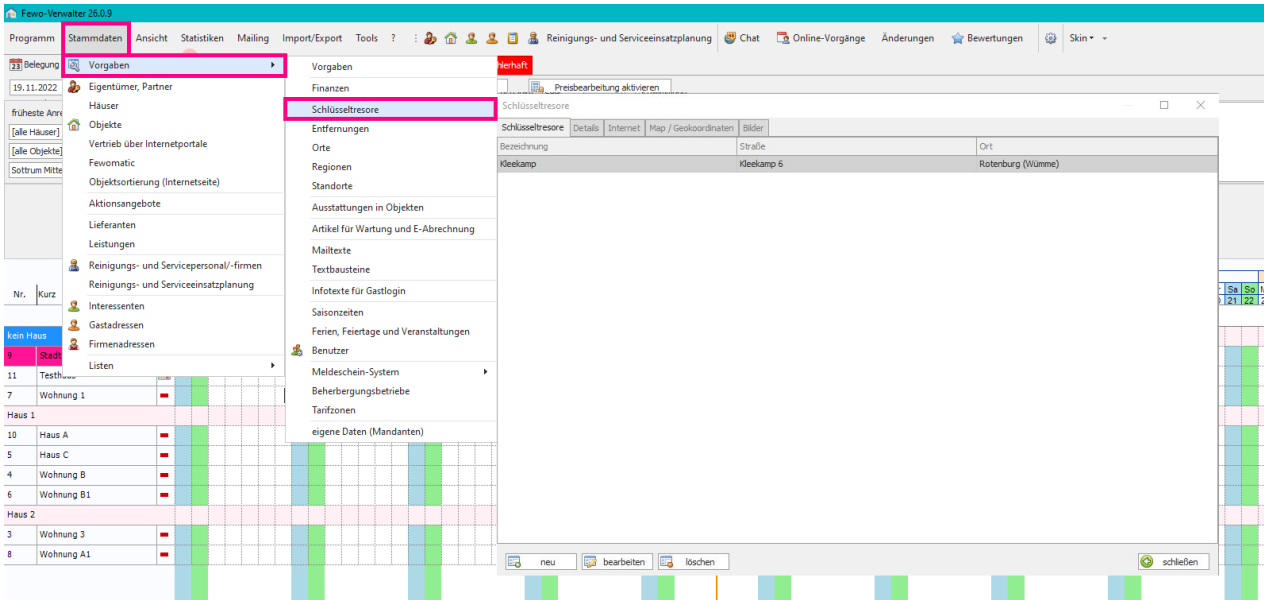 Fewo-Verwalter 26.0.9
Programm Stammdaten Ansicht Statistiken Mailing Import/Export Tools ? Reinigungs- und Serviceeinsatzplanung Chat Online-Vorgänge Änderungen Bewertungen Skin
23 Belegung
19.11.2022
früheste Anre
[alle Häuser]
[alle Objekte]
Sottrum Mitte
Vorgaben
Eigentümer, Partner
Häuser
Objekte
Vertrieb über Internetportale
Fewomatic
Objektsortierung (Internetseite)
Aktionsangebote
Lieferanten
Leistungen
Reinigungs- und Servicepersonal/-firmen
Reinigungs- und Serviceeinsatzplanung
Interessenten
Gastadressen
Firmenadressen
Listen
Vorgaben
Finanzen
Schlüsseltresore
Entfernungen
Orte
Regionen
Standorte
Ausstattungen in Objekten
Artikel für Wartung und E-Abrechnung
Mailtexte
Textbausteine
Infotexte für Gastlogin
Saisonzeiten
Ferien, Feiertage und Veranstaltungen
Benutzer
Meldeschein-System
Beherbergungsbetriebe
Tarifzonen
eigene Daten (Mandanten)
hlerhaft
Preisbearbeitung aktivieren
Schlüsseltresore
Schlüsseltresore Details Internet Map / Geokoordinaten Bilder
Bezeichnung Straße Ort
Kleekamp Kleekamp 6 Rotenburg (Wümme)
neu bearbeiten löschen schließen
Sa So
21 22
Nr. Kurz
kein Haus
9 Stadt
11
7 Wohnung 1
Haus 1
10 Haus A
5 Haus C
4 Wohnung B
6 Wohnung B1
Haus 2
3 Wohnung 3
8 Wohnung A1